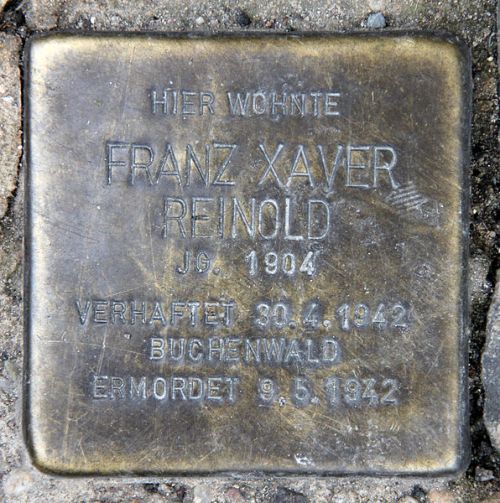 HIER WOHNTE
FRANZ XAVER
REINOLD
JG. 1904
VERHAFTET 30.4.1942
BUCHENWALD
ERMORDET 9.5.1942